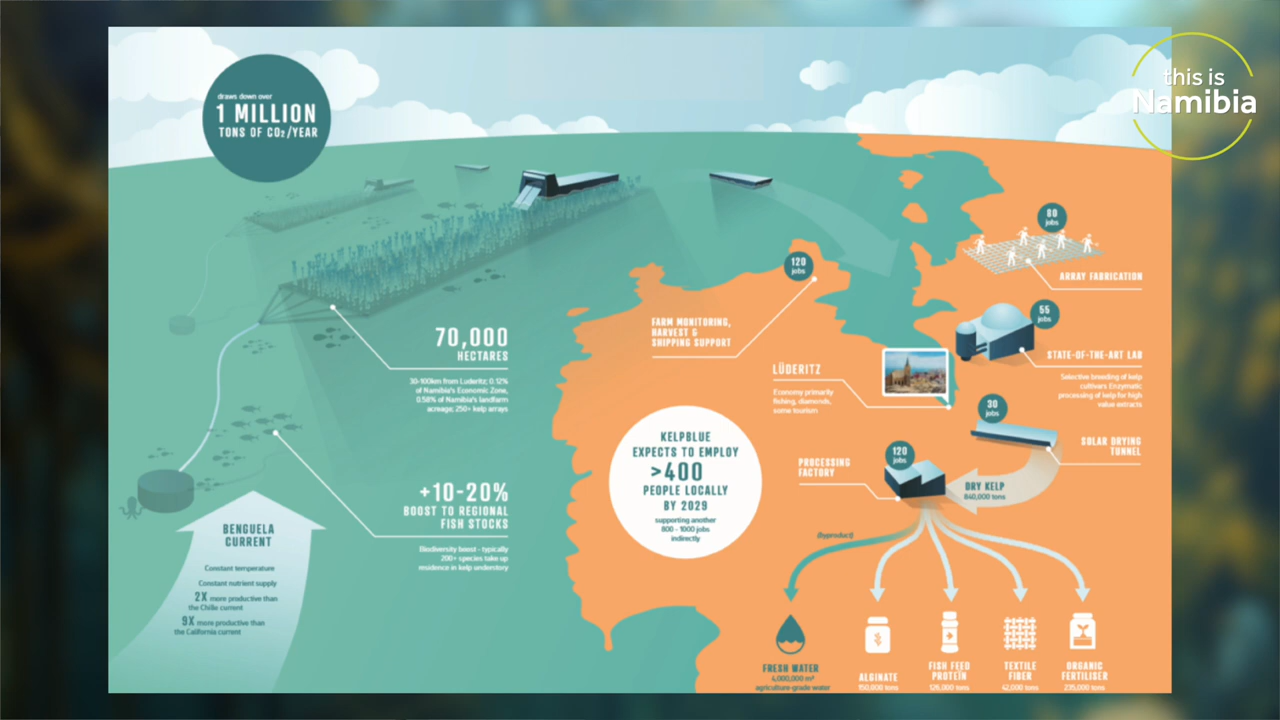 this is
Namibia
draws down over
1 MILLION
TONS OF CO₂/YEAR
70,000
HECTARES
30-100km from Luderitz; 0.12%
of Namibia's Economic Zone,
0.58% of Namibia's landfarm
acreage; 250+ kelp arrays
+10-20%
BOOST TO REGIONAL
FISH STOCKS
Biodiversity boost - typically
200+ species take up
residence in kelp understory
BENGUELA
CURRENT
Constant temperature
Constant nutrient supply
2X more productive than
the Chille current
9X more productive than
the California current
120
jobs
FARM MONITORING,
HARVEST &
SHIPPING SUPPORT
LÜDERITZ
Economy primarily
fishing, diamonds,
some tourism
KELPBLUE
EXPECTS TO EMPLOY
>400
PEOPLE LOCALLY
BY 2029
supporting another
800 - 1000 jobs
indirectly
80
jobs
ARRAY FABRICATION
55
jobs
STATE-OF-THE-ART LAB
Selective breeding of kelp
cultivars Enzymatic
processing of kelp for high
value extracts
30
jobs
SOLAR DRYING
TUNNEL
120
jobs
PROCESSING
FACTORY
DRY KELP
840,000 tons
(byproduct)
FRESH WATER
4,000,000 m³
agriculture-grade water
ALGINATE
150,000 tons
FISH FEED
PROTEIN
126,000 tons
TEXTILE
FIBER
42,000 tons
ORGANIC
FERTILISER
235,000 tons